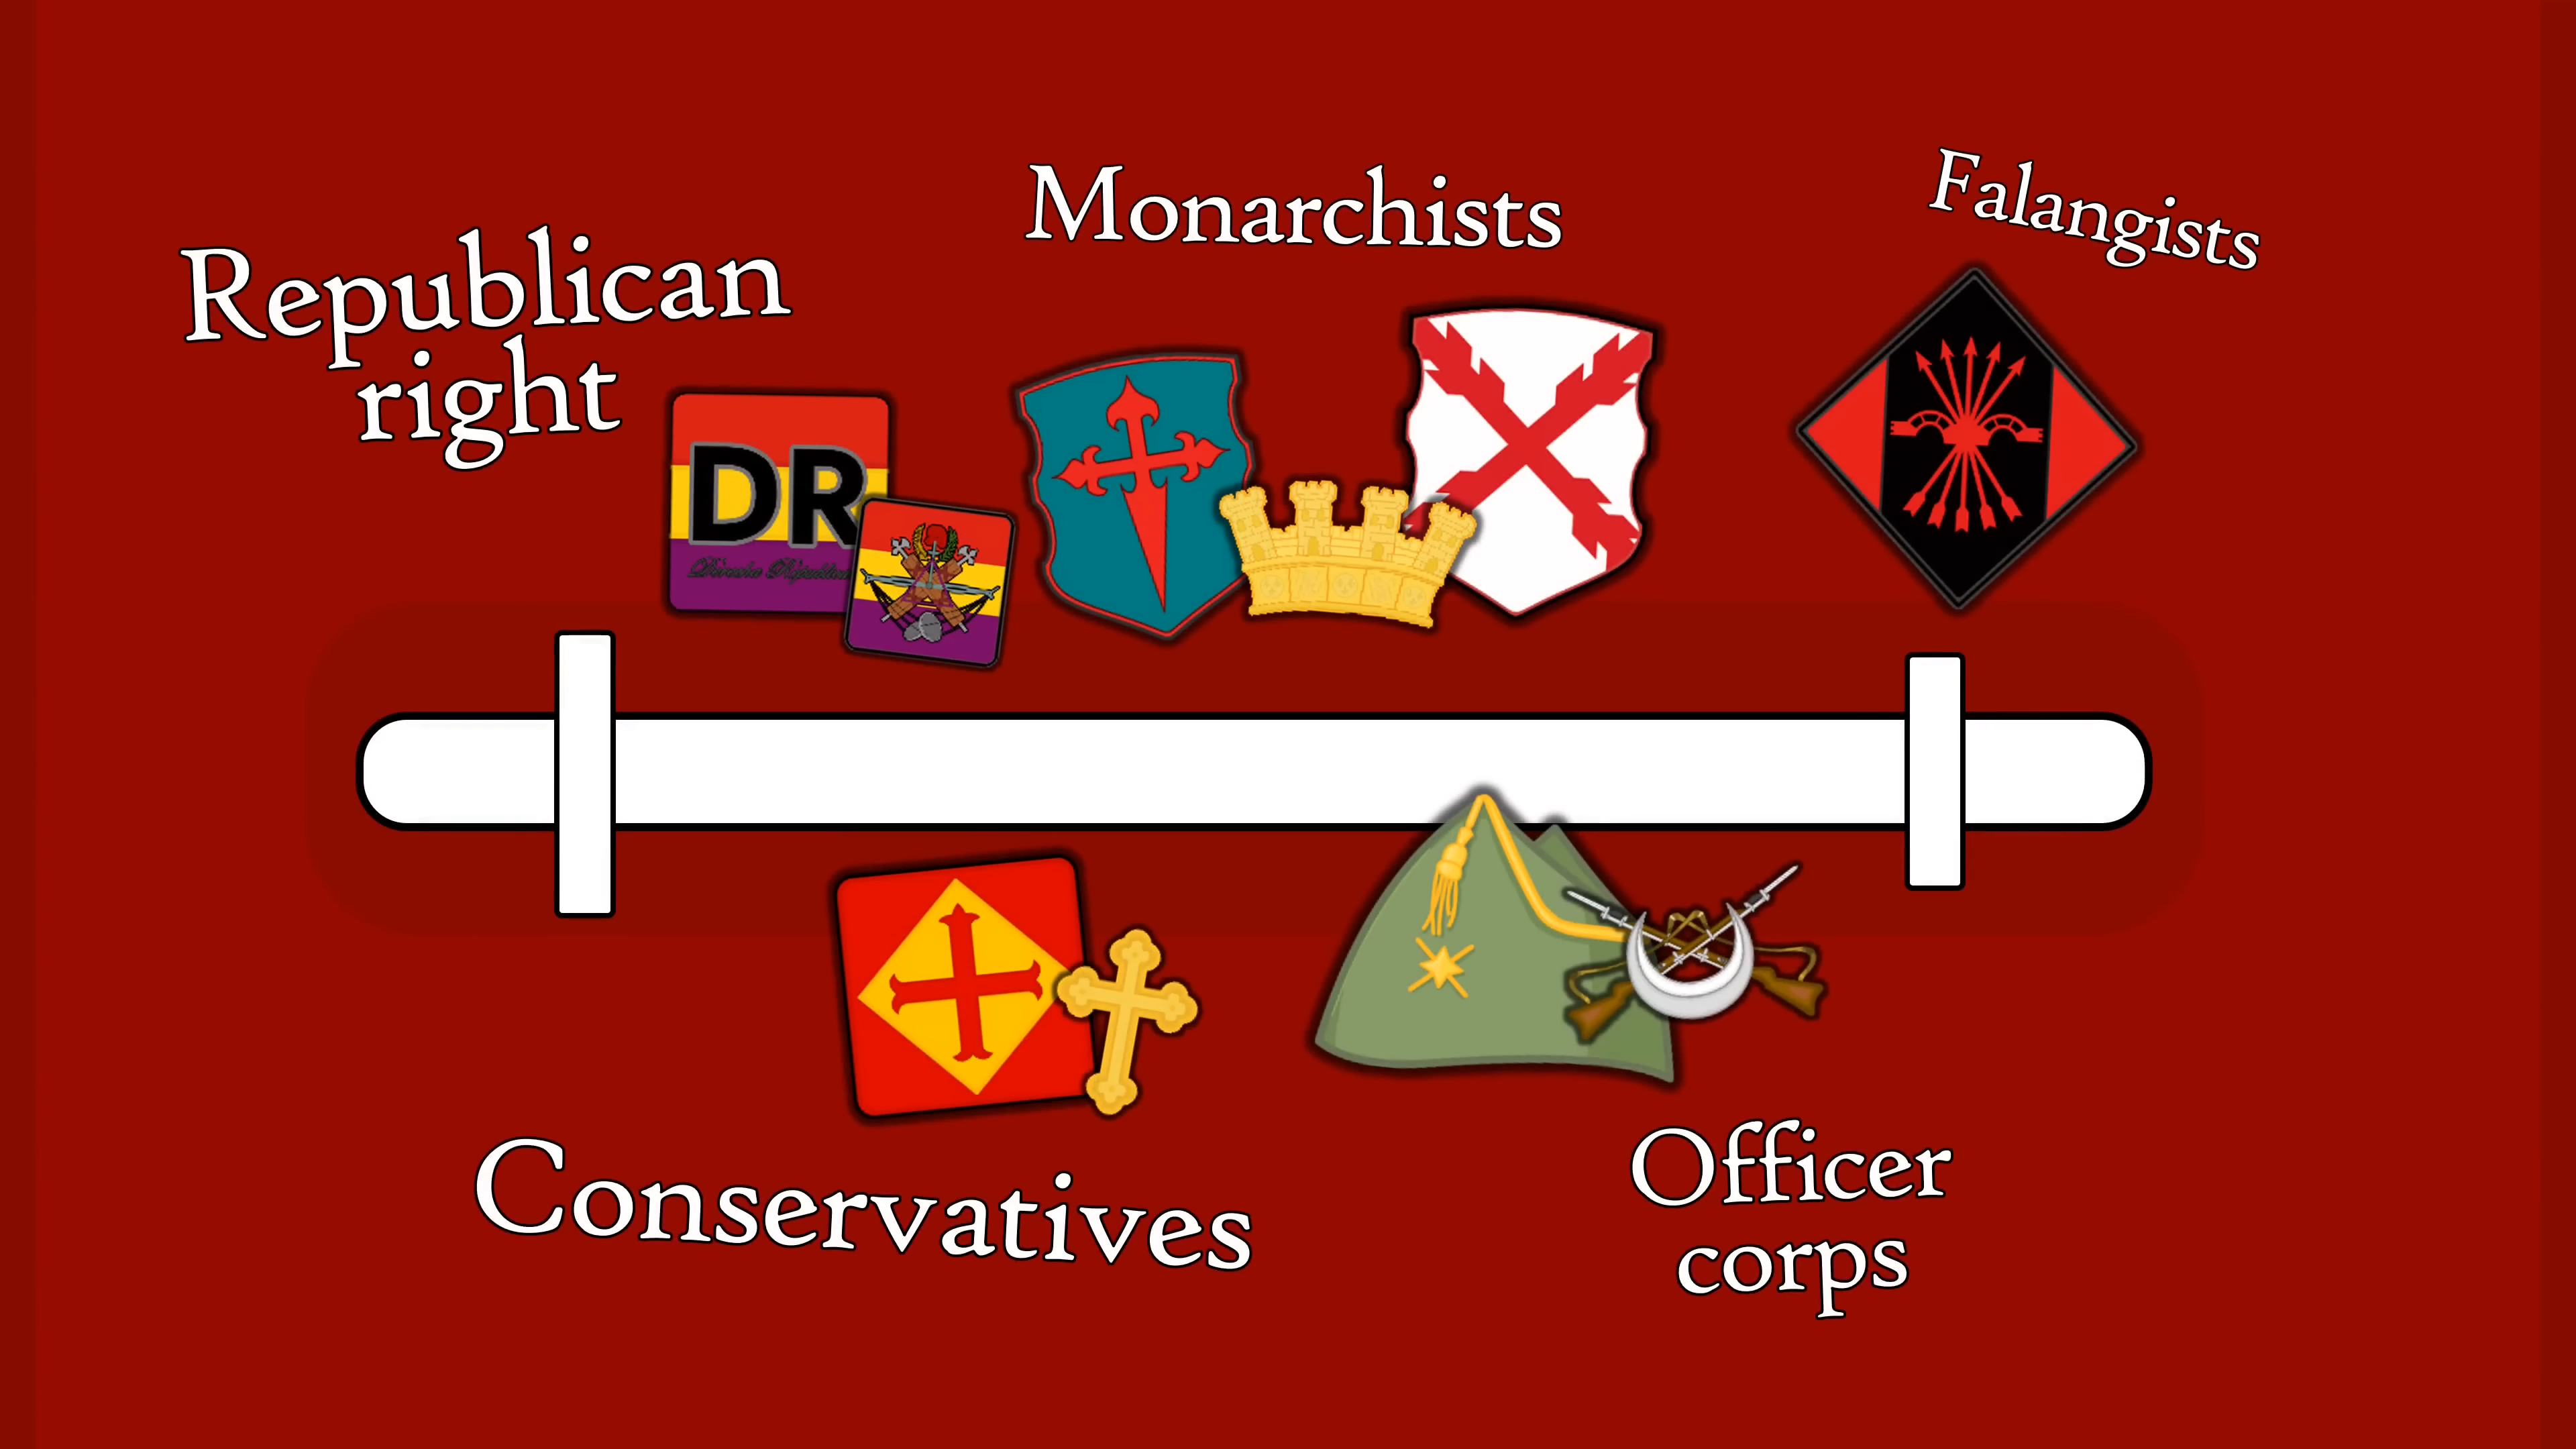 Republican
right
Monarchists
Falangists
DR
Conservatives
Officer
corps